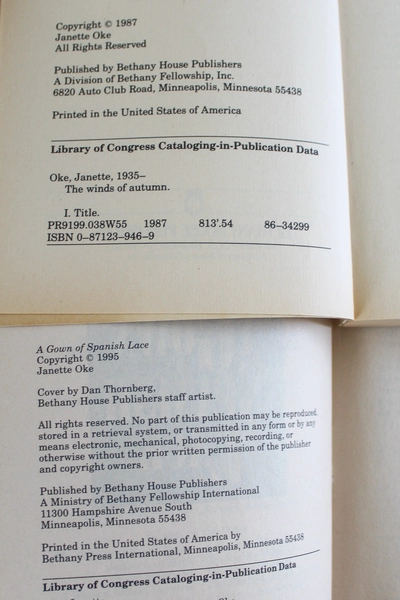 Copyright © 1987
Janette Oke
All Rights Reserved
Published by Bethany House Publishers
A Division of Bethany Fellowship, Inc.
6820 Auto Club Road, Minneapolis, Minnesota 55438
Printed in the United States of America
Library of Congress Cataloging-in-Publication Data
Oke, Janette, 1935–
The winds of autumn.
I. Title.
PR9199.038W55 1987 813'.54 86–34299
ISBN 0–87123–946–9
A Gown of Spanish Lace
Copyright © 1995
Janette Oke
Cover by Dan Thornberg,
Bethany House Publishers staff artist.
All rights reserved. No part of this publication may be reproduced,
stored in a retrieval system, or transmitted in any form or by any
means electronic, mechanical, photocopying, recording, or
otherwise without the prior written permission of the publisher
and copyright owners.
Published by Bethany House Publishers
A Ministry of Bethany Fellowship International
11300 Hampshire Avenue South
Minneapolis, Minnesota 55438
Printed in the United States of America by
Bethany Press International, Minneapolis, Minnesota 55438
Library of Congress Cataloging-in-Publication Data